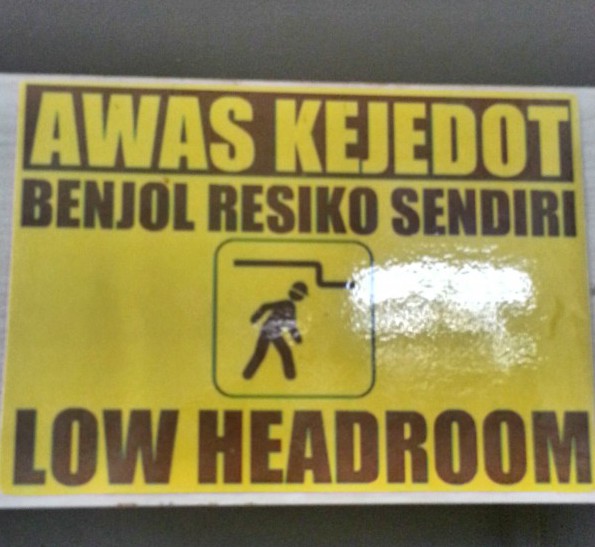 AWAS KEJEDOT
BENJOL RESIKO SENDIRI
LOW HEADROOM